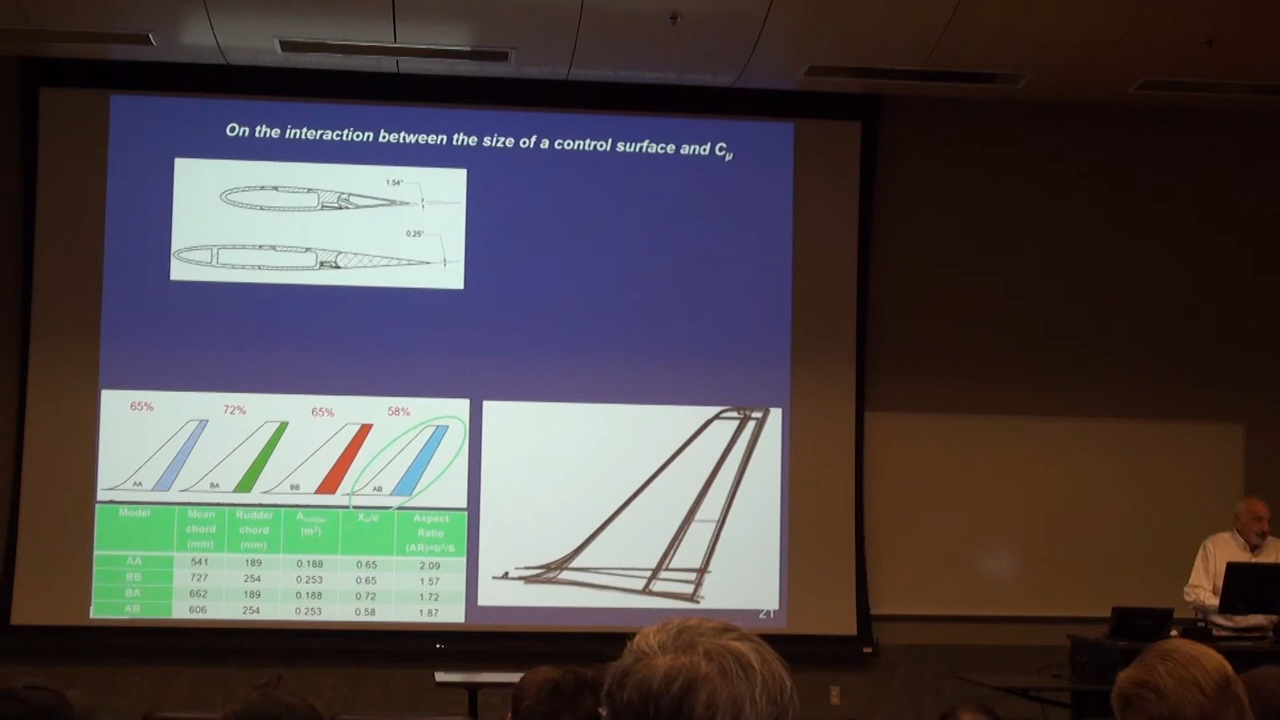 On the interaction between the size of a control surface and Cμ
1.54°
0.25°
65% 72% 65% 58%
AA BA BB AB
Model Mean chord (mm) Rudder chord (mm) Arudder (m²) Aspect Ratio (AR)=b²/S
AA 541 189 0.188 0.65 2.09
BB 727 254 0.253 0.65 1.57
BA 662 189 0.188 0.72 1.72
AB 606 254 0.253 0.58 1.87
21